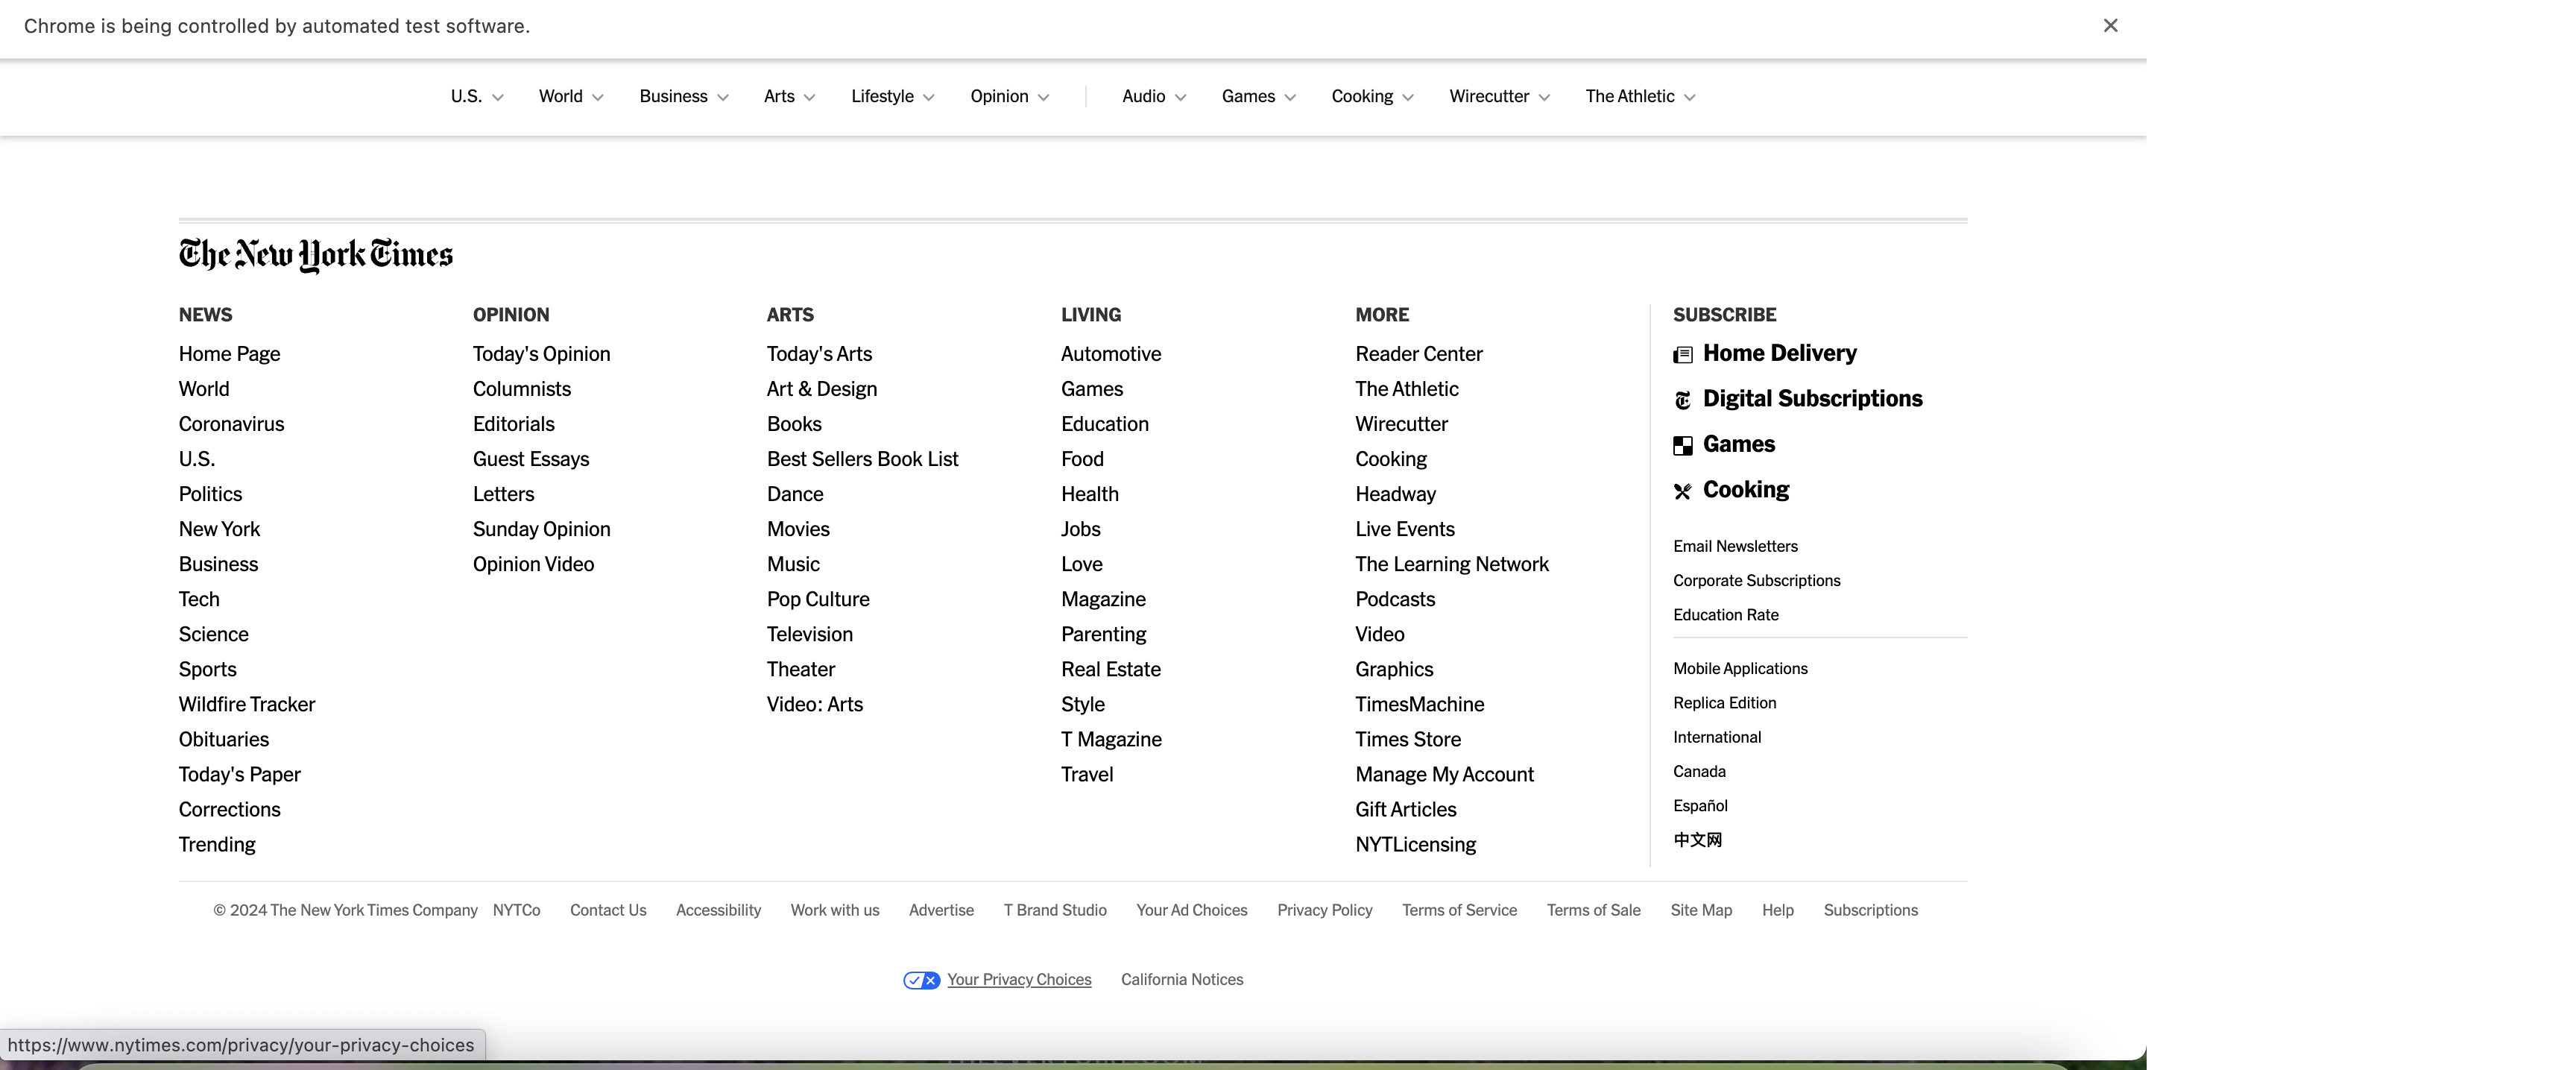 Chrome is being controlled by automated test software.
U.S. World Business Arts Lifestyle Opinion Audio Games Cooking Wirecutter The Athletic
The New York Times
NEWS
Home Page
World
Coronavirus
U.S.
Politics
New York
Business
Tech
Science
Sports
Wildfire Tracker
Obituaries
Today's Paper
Corrections
Trending
OPINION
Today's Opinion
Columnists
Editorials
Guest Essays
Letters
Sunday Opinion
Opinion Video
ARTS
Today's Arts
Art & Design
Books
Best Sellers Book List
Dance
Movies
Music
Pop Culture
Television
Theater
Video: Arts
LIVING
Automotive
Games
Education
Food
Health
Jobs
Love
Magazine
Parenting
Real Estate
Style
T Magazine
Travel
MORE
Reader Center
The Athletic
Wirecutter
Cooking
Headway
Live Events
The Learning Network
Podcasts
Video
Graphics
TimesMachine
Times Store
Manage My Account
Gift Articles
NYTLicensing
SUBSCRIBE
Home Delivery
Digital Subscriptions
Games
Cooking
Email Newsletters
Corporate Subscriptions
Education Rate
Mobile Applications
Replica Edition
International
Canada
Español
中文网
© 2024 The New York Times Company NYTCo Contact Us Accessibility Work with us Advertise T Brand Studio Your Ad Choices Privacy Policy Terms of Service Terms of Sale Site Map Help Subscriptions
Your Privacy Choices California Notices
https://www.nytimes.com/privacy/your-privacy-choices